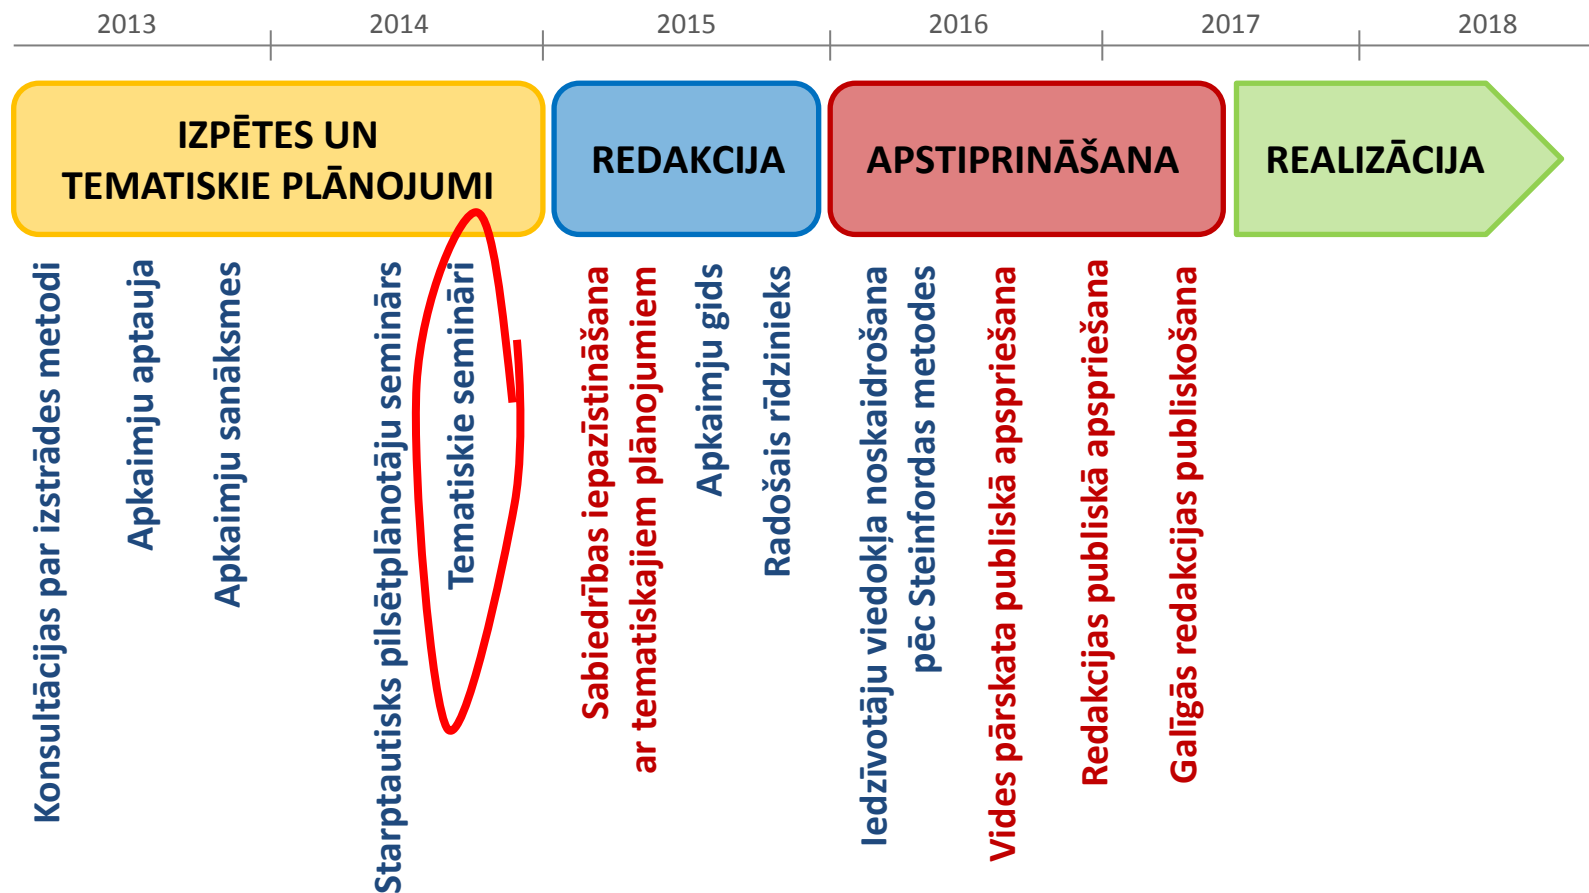 2013
2014
2015
2016
2017
2018
IZPĒTES UN
TEMATISKIE PLĀNOJUMI
REDAKCIJA
APSTIPRINĀŠANA
REALIZĀCIJA
Konsultācijas par izstrādes metodi
Apkaimju aptauja
Apkaimju sanāksmes
Starptautisks pilsētplānotāju seminārs
Tematiskie semināri
Sabiedrības iepazīstināšana
ar tematiskajiem plānojumiem
Apkaimju gids
Radošais rīdzinieks
Iedzīvotāju viedokļa noskaidrošana
pēc Steinfordas metodes
Vides pārskata publiskā apspriešana
Redakcijas publiskā apspriešana
Galīgās redakcijas publiskošana